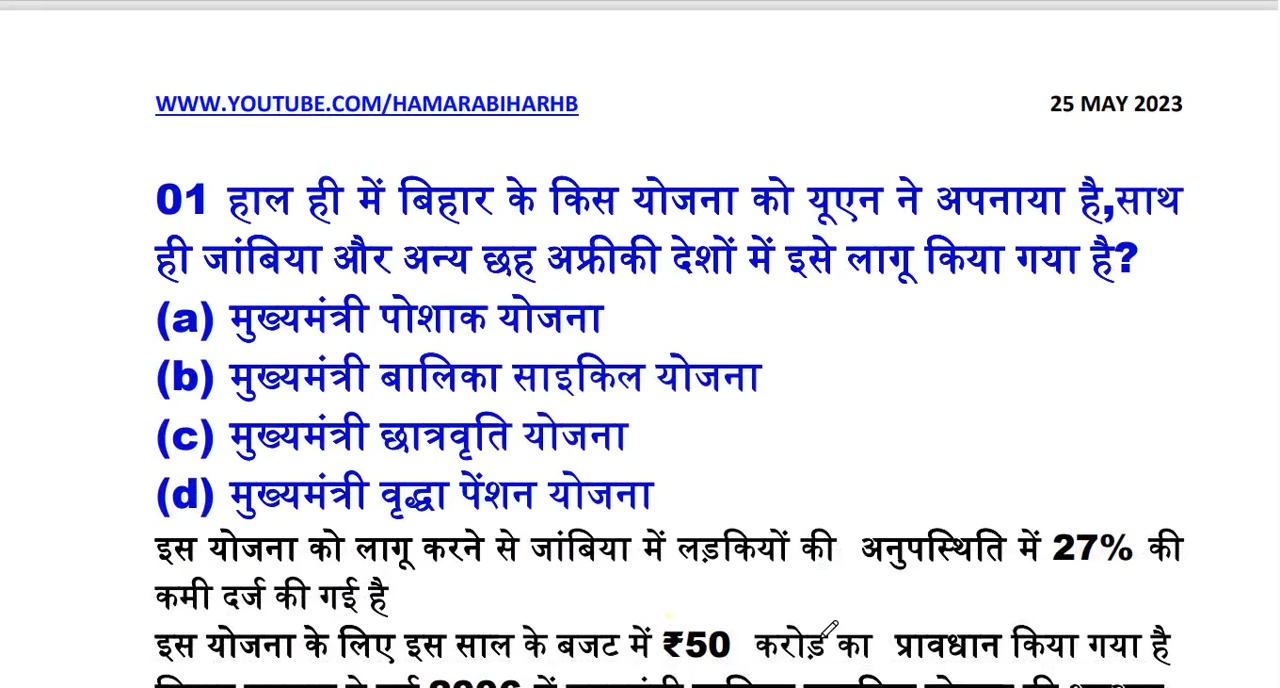 WWW.YOUTUBE.COM/HAMARABIHARHB 25 MAY 2023
01 हाल ही में बिहार के किस योजना को यूएन ने अपनाया है,साथ
ही जांबिया और अन्य छह अफ्रीकी देशों में इसे लागू किया गया है?
(a) मुख्यमंत्री पोशाक योजना
(b) मुख्यमंत्री बालिका साइकिल योजना
(c) मुख्यमंत्री छात्रवृति योजना
(d) मुख्यमंत्री वृद्धा पेंशन योजना
इस योजना को लागू करने से जांबिया में लड़कियों की अनुपस्थिति में 27% की
कमी दर्ज की गई है
इस योजना के लिए इस साल के बजट में ₹50 करोड़ का प्रावधान किया गया है